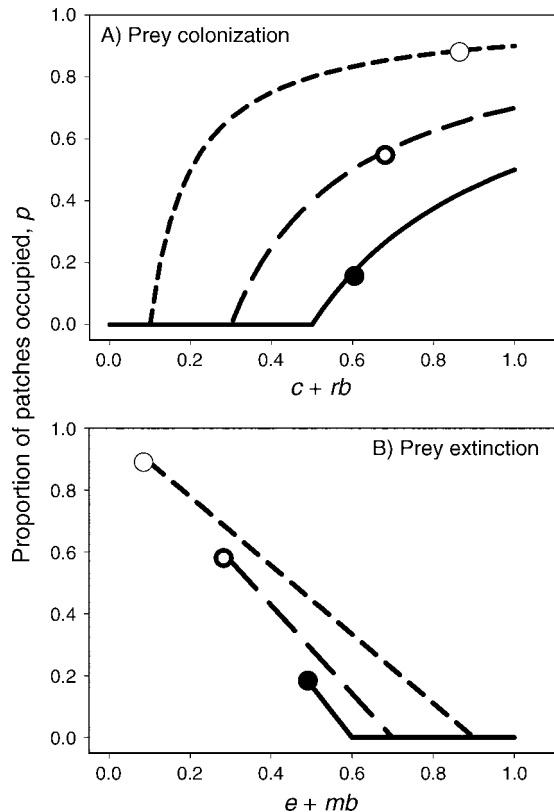 A) Prey colonization
1.0
0.8
0.6
0.4
0.2
0.0
0.0 0.2 0.4 0.6 0.8 1.0
c + rb
Proportion of patches occupied, p
B) Prey extinction
1.0
0.8
0.6
0.4
0.2
0.0
0.0 0.2 0.4 0.6 0.8 1.0
e + mb